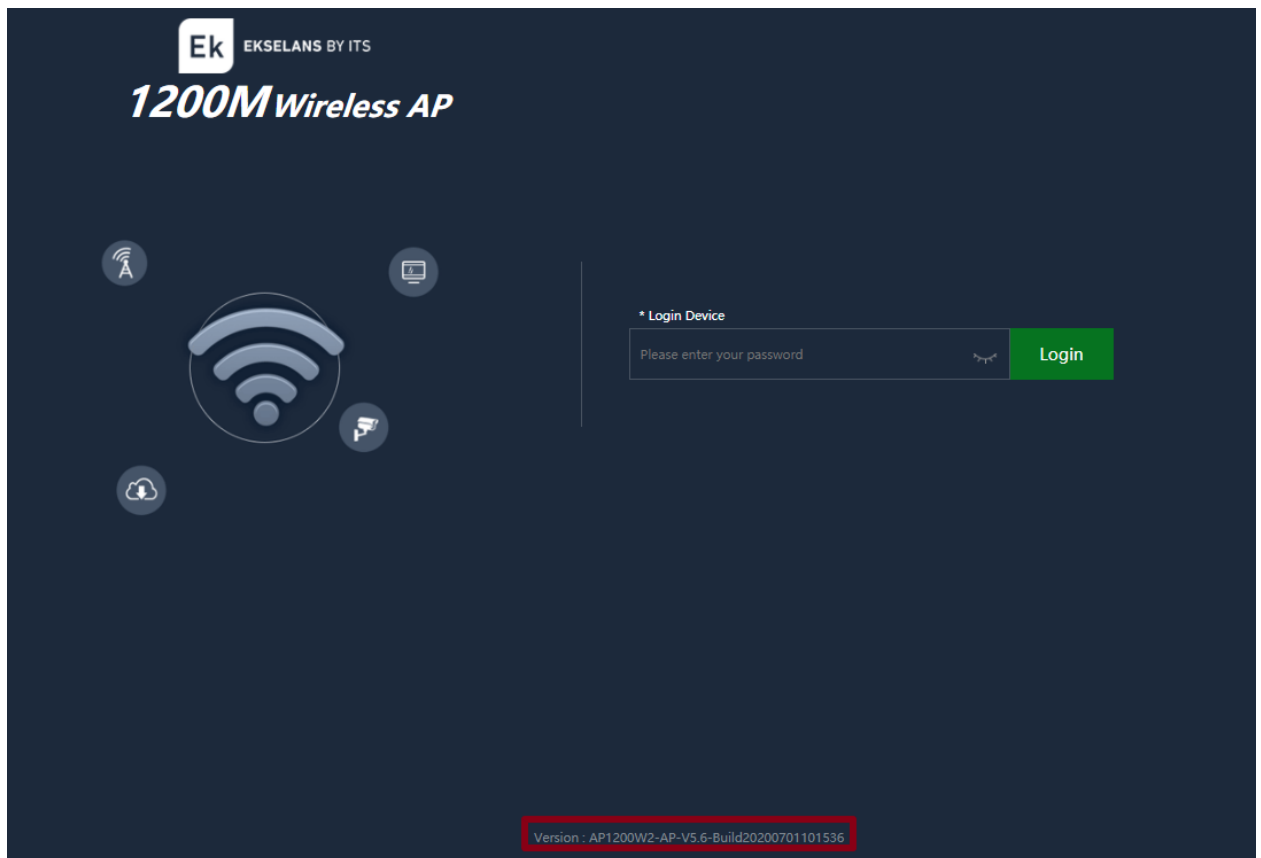 Ek EKSELANS BY ITS
1200M Wireless AP
* Login Device
Please enter your password
Login
Version : AP1200W2-AP-V5.6-Build20200701101536